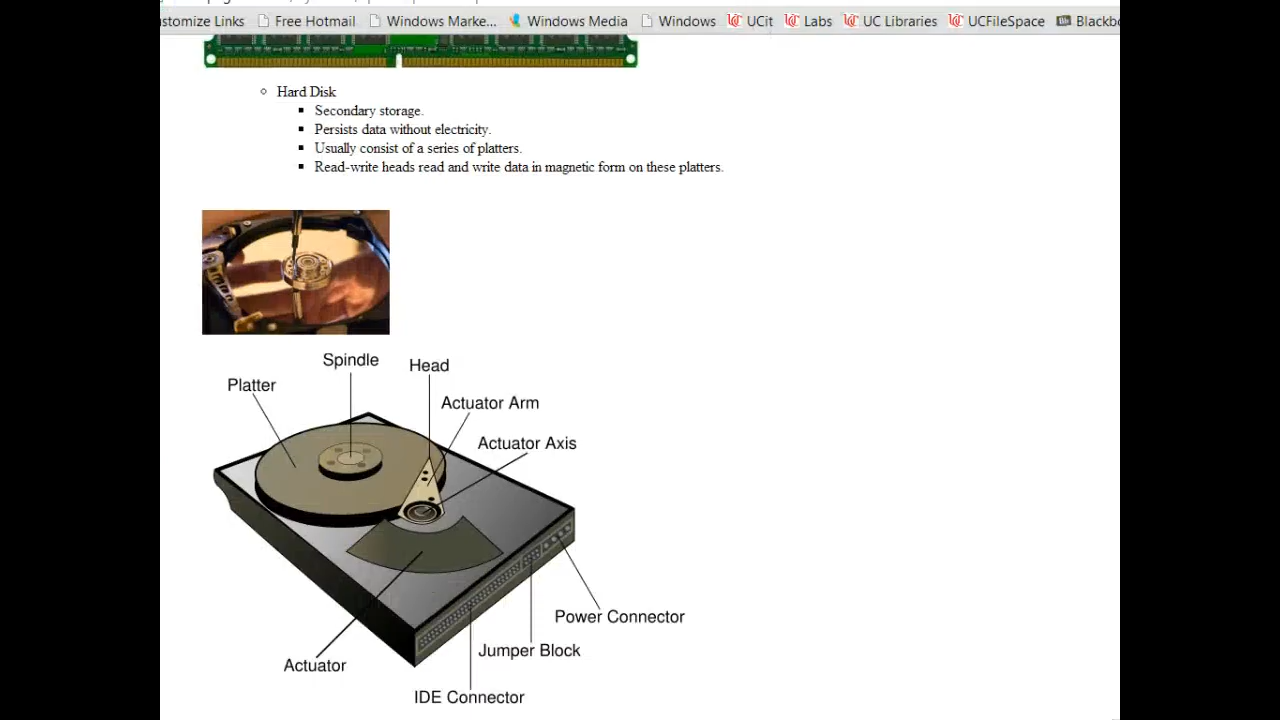 ustomize Links Free Hotmail Windows Marke... Windows Media Windows UCit Labs UC Libraries UCFileSpace Blackbo
Hard Disk
Secondary storage.
Persists data without electricity.
Usually consist of a series of platters.
Read-write heads read and write data in magnetic form on these platters.
Spindle
Head
Platter
Actuator Arm
Actuator Axis
Power Connector
Jumper Block
Actuator
IDE Connector